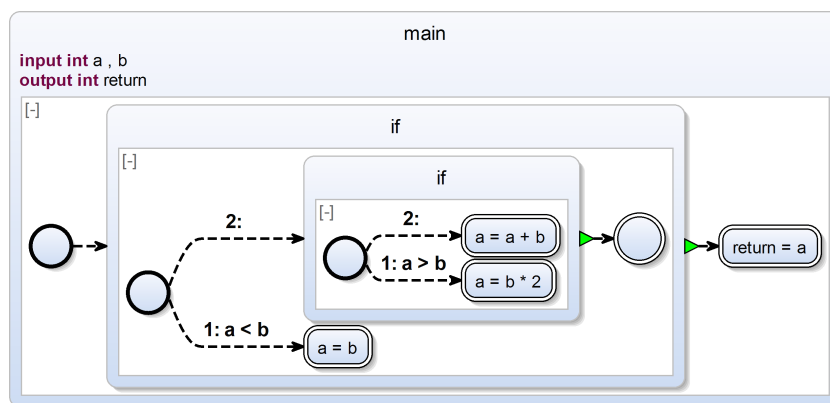 main
input int a , b
output int return
[-]
if
[-]
if
[-]
2:
2:
a = a + b
1: a > b
a = b * 2
return = a
1: a < b
a = b